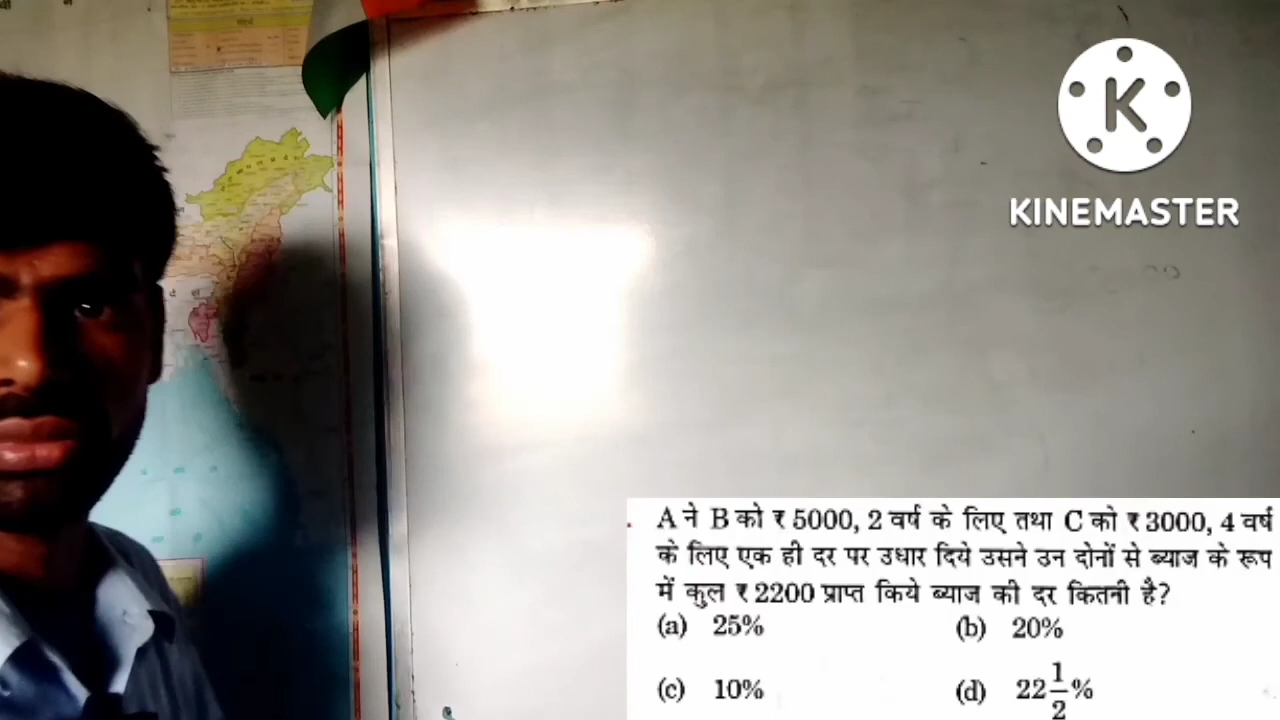 KINEMASTER
A ने B को ₹ 5000, 2 वर्ष के लिए तथा C को ₹ 3000, 4 वर्ष
के लिए एक ही दर पर उधार दिये उसने उन दोनों से ब्याज के रूप
में कुल ₹ 2200 प्राप्त किये ब्याज की दर कितनी है?
(a) 25% (b) 20%
(c) 10% (d) 22 1/2 %